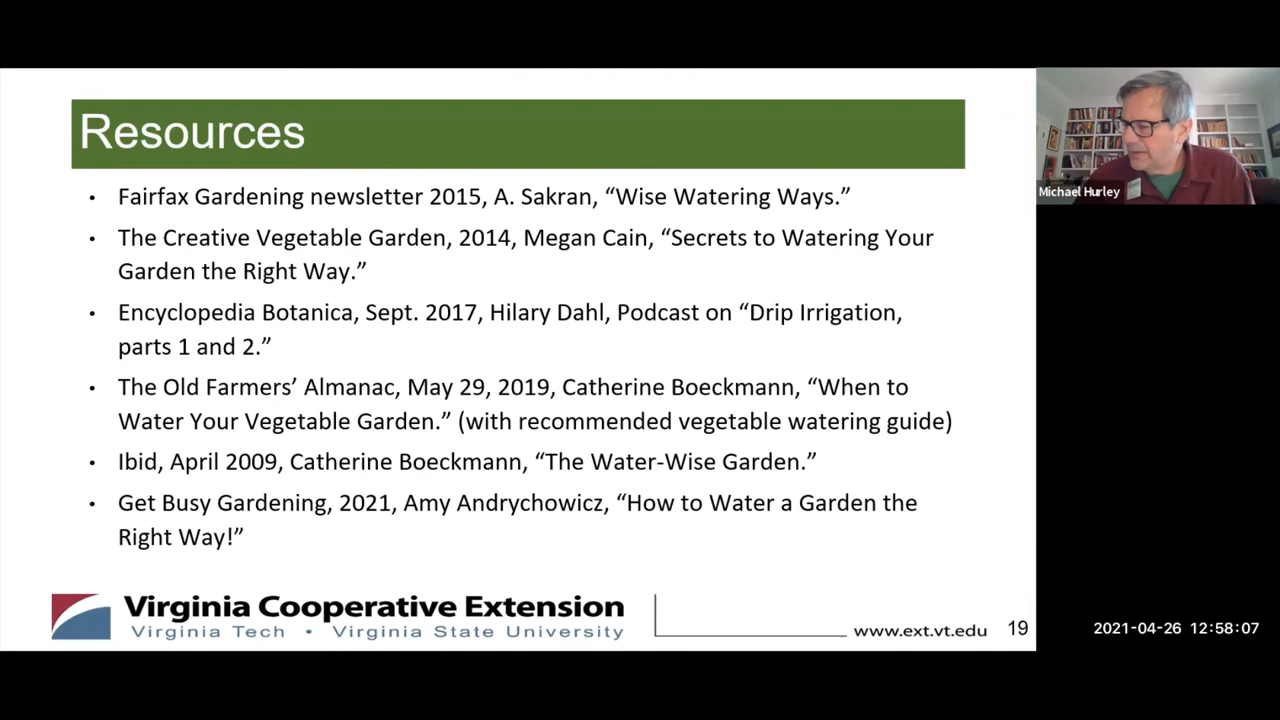 Resources
• Fairfax Gardening newsletter 2015, A. Sakran, “Wise Watering Ways.”
• The Creative Vegetable Garden, 2014, Megan Cain, “Secrets to Watering Your
Garden the Right Way.”
• Encyclopedia Botanica, Sept. 2017, Hilary Dahl, Podcast on “Drip Irrigation,
parts 1 and 2.”
• The Old Farmers’ Almanac, May 29, 2019, Catherine Boeckmann, “When to
Water Your Vegetable Garden.” (with recommended vegetable watering guide)
• Ibid, April 2009, Catherine Boeckmann, “The Water-Wise Garden.”
• Get Busy Gardening, 2021, Amy Andrychowicz, “How to Water a Garden the
Right Way!”
Virginia Cooperative Extension
Virginia Tech • Virginia State University
www.ext.vt.edu
19
Michael Hurley
2021-04-26 12:58:07